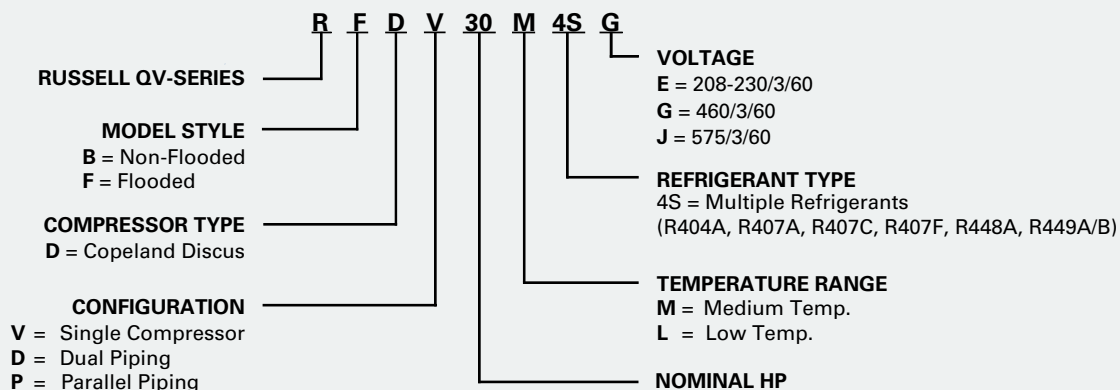 R F D V 30 M 4S G
RUSSELL QV-SERIES
MODEL STYLE
B = Non-Flooded
F = Flooded
COMPRESSOR TYPE
D = Copeland Discus
CONFIGURATION
V = Single Compressor
D = Dual Piping
P = Parallel Piping
VOLTAGE
E = 208-230/3/60
G = 460/3/60
J = 575/3/60
REFRIGERANT TYPE
4S = Multiple Refrigerants
(R404A, R407A, R407C, R407F, R448A, R449A/B)
TEMPERATURE RANGE
M = Medium Temp.
L = Low Temp.
NOMINAL HP